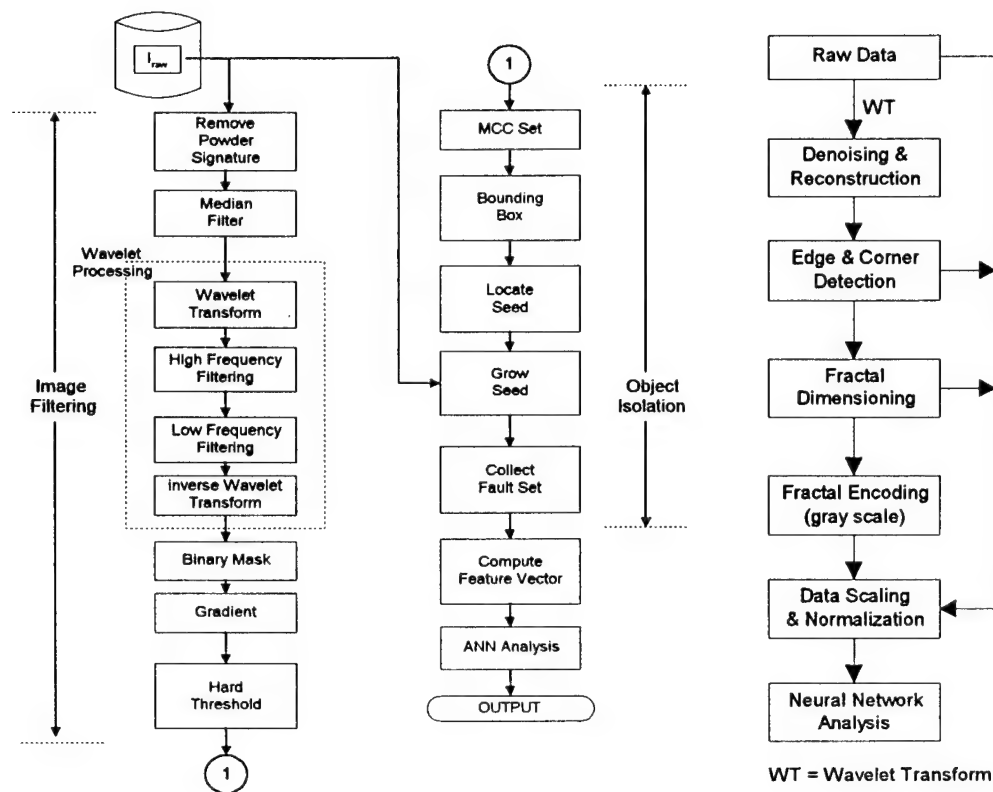 I raw
Remove
Powder
Signature
Median
Filter
Wavelet
Processing
Wavelet
Transform
High Frequency
Filtering
Low Frequency
Filtering
Inverse Wavelet
Transform
Binary Mask
Gradient
Hard
Threshold
1
Image
Filtering
1
MCC Set
Bounding
Box
Locate
Seed
Grow
Seed
Collect
Fault Set
Compute
Feature Vector
ANN Analysis
OUTPUT
Object
Isolation
Raw Data
WT
Denoising &
Reconstruction
Edge & Corner
Detection
Fractal
Dimensioning
Fractal Encoding
(gray scale)
Data Scaling
& Normalization
Neural Network
Analysis
WT = Wavelet Transform